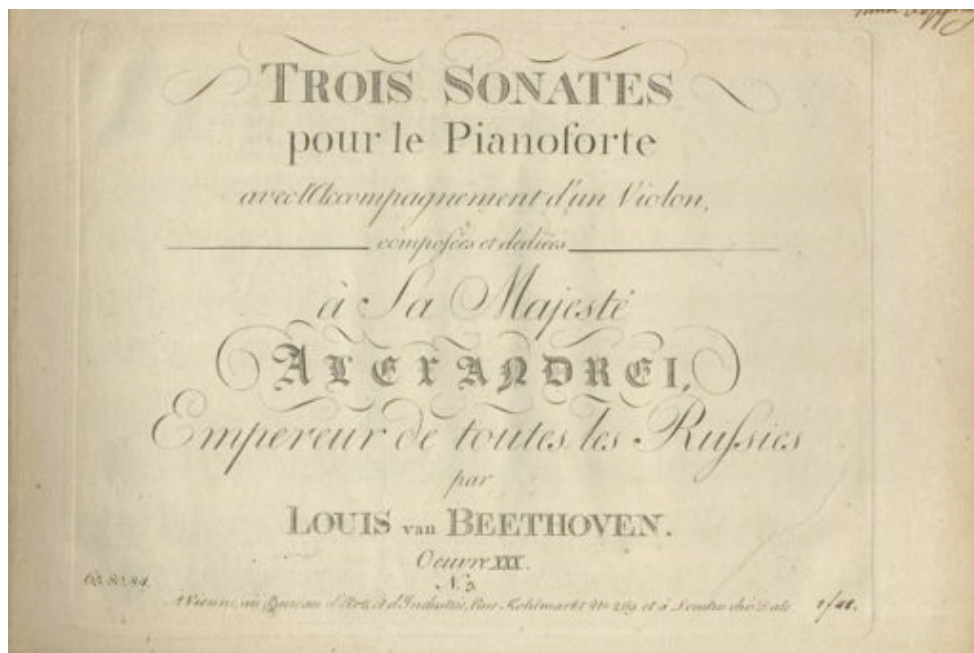 TROIS SONATES
pour le Pianoforte
avec l'Accompagnement d'un Violon,
composées et dediées
à Sa Majesté
ALEXANDRE I,
Empereur de toutes les Russies
par
LOUIS van BEETHOVEN.
Oeuvre XXX.
N. 3
A Vienne au Bureau d'Arts et d'Industrie, Rue Kohlmarkt No 269 et à Londre chez Dale